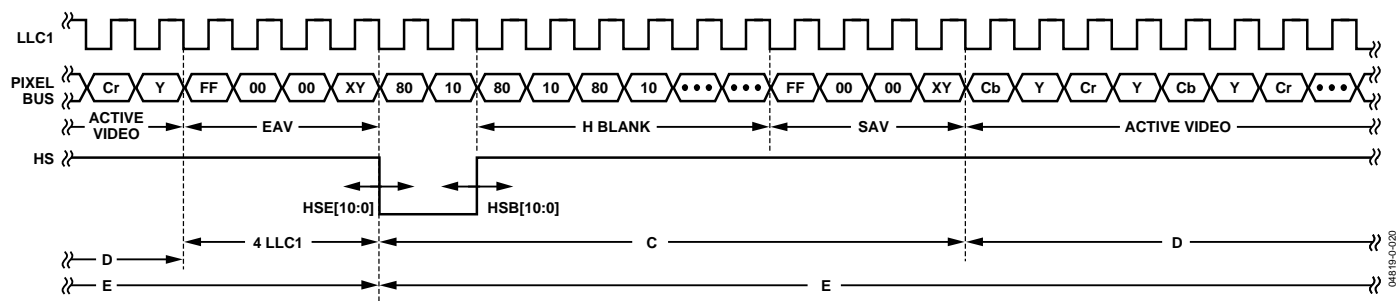 LLC1
PIXEL BUS Cr Y FF 00 00 XY 80 10 80 10 80 10 ••• ••• FF 00 00 XY Cb Y Cr Y Cb Y Cr •••
ACTIVE VIDEO EAV H BLANK SAV ACTIVE VIDEO
HS
HSE[10:0] HSB[10:0]
4 LLC1 C D
D
E E
04819-0-020